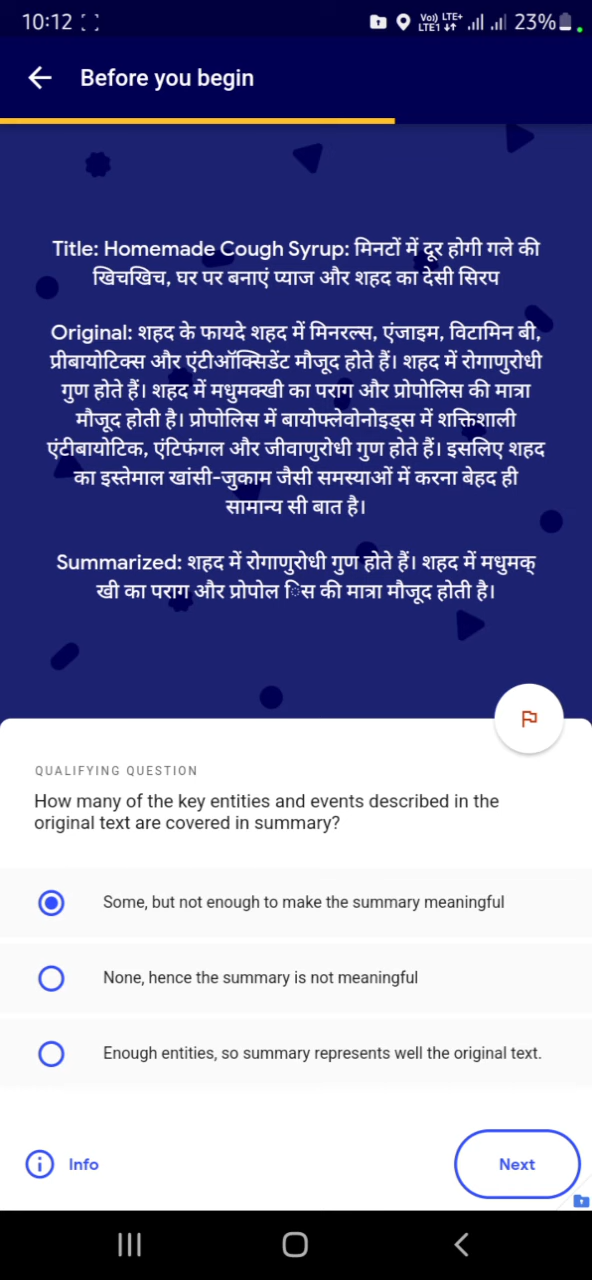 10:12
Voo) LTE+
LTE1 ↓↑
23%
Before you begin
Title: Homemade Cough Syrup: मिनटों में दूर होगी गले की
खिचखिच, घर पर बनाएं प्याज और शहद का देसी सिरप
Original: शहद के फायदे शहद में मिनरल्स, एंजाइम, विटामिन बी,
प्रीबायोटिक्स और एंटीऑक्सिडेंट मौजूद होते हैं। शहद में रोगाणुरोधी
गुण होते हैं। शहद में मधुमक्खी का पराग और प्रोपोलिस की मात्रा
मौजूद होती है। प्रोपोलिस में बायोफ्लेवोनोइड्स में शक्तिशाली
एंटीबायोटिक, एंटिफंगल और जीवाणुरोधी गुण होते हैं। इसलिए शहद
का इस्तेमाल खांसी-जुकाम जैसी समस्याओं में करना बेहद ही
सामान्य सी बात है।
Summarized: शहद में रोगाणुरोधी गुण होते हैं। शहद में मधुमक्
खी का पराग और प्रोपोल िस की मात्रा मौजूद होती है।
QUALIFYING QUESTION
How many of the key entities and events described in the
original text are covered in summary?
Some, but not enough to make the summary meaningful
None, hence the summary is not meaningful
Enough entities, so summary represents well the original text.
Info
Next